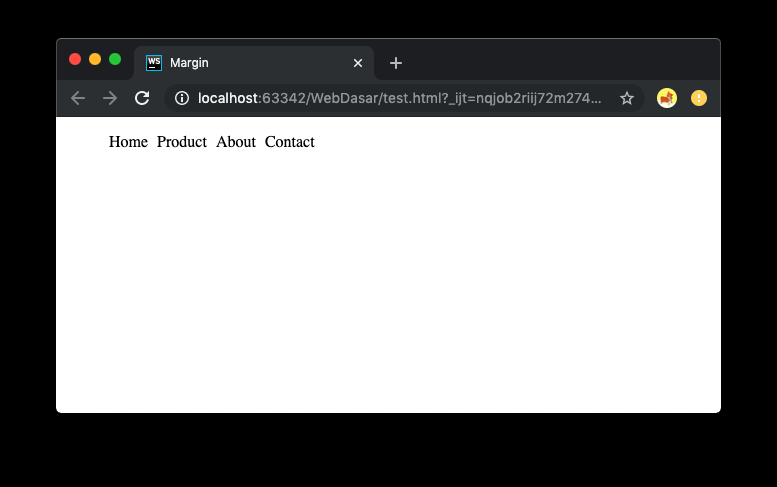 WS
Margin
localhost:63342/WebDasar/test.html?_ijt=nqjob2riij72m274...
Home Product About Contact